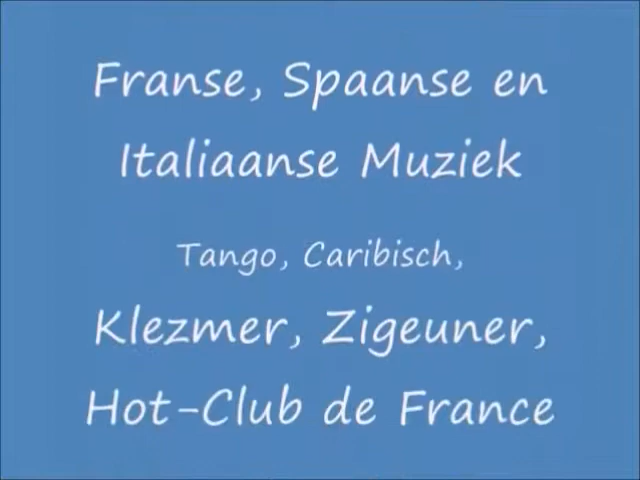 Franse, Spaanse en
Italiaanse Muziek
Tango, Caribisch,
Klezmer, Zigeuner,
Hot-Club de France